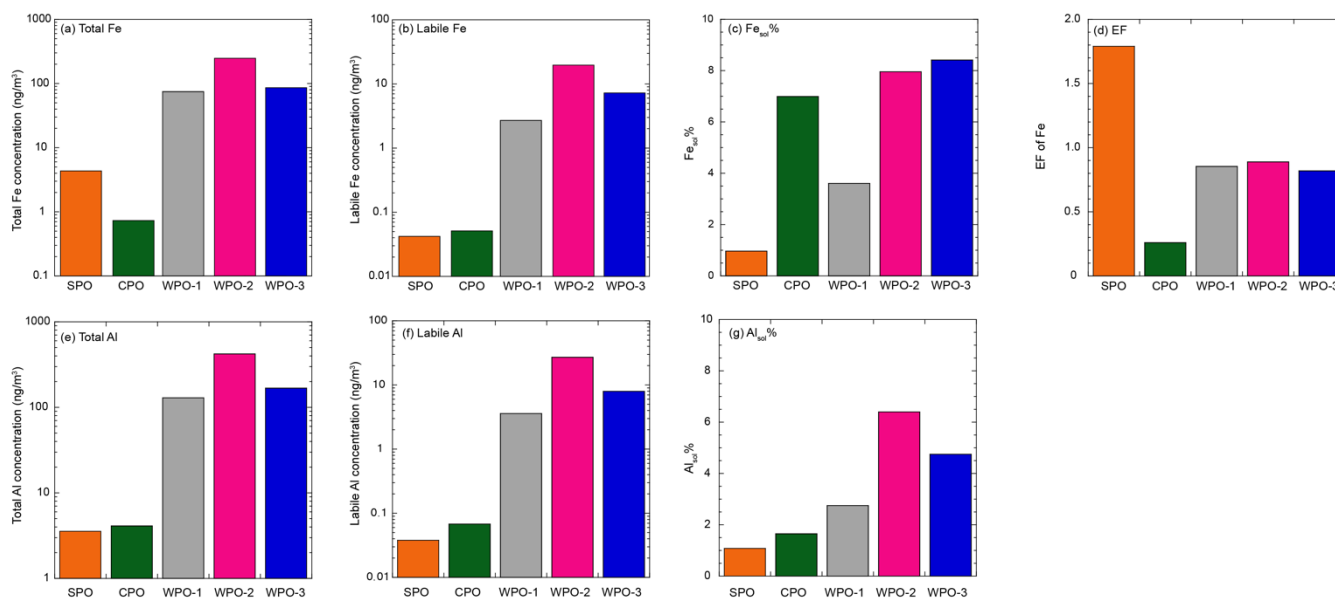 (a) Total Fe
Total Fe concentration (ng/m³)
1000
100
10
1
0.1
SPO CPO WPO-1 WPO-2 WPO-3
(b) Labile Fe
Labile Fe concentration (ng/m³)
100
10
1
0.1
0.01
SPO CPO WPO-1 WPO-2 WPO-3
(c) Fesol%
Fesol%
10
8
6
4
2
0
SPO CPO WPO-1 WPO-2 WPO-3
(d) EF
EF of Fe
2.0
1.5
1.0
0.5
0
SPO CPO WPO-1 WPO-2 WPO-3
(e) Total Al
Total Al concentration (ng/m³)
1000
100
10
1
SPO CPO WPO-1 WPO-2 WPO-3
(f) Labile Al
Labile Al concentration (ng/m³)
100
10
1
0.1
0.01
SPO CPO WPO-1 WPO-2 WPO-3
(g) Alsol%
Alsol%
10
8
6
4
2
0
SPO CPO WPO-1 WPO-2 WPO-3